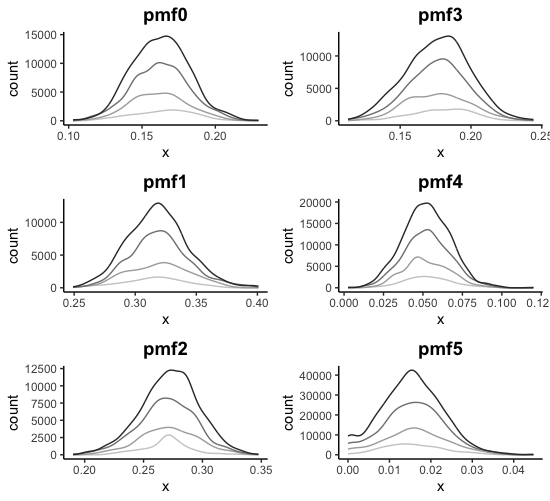 pmf0
count
15000
10000
5000
0
0.10 0.15 0.20
x
pmf3
count
10000
5000
0
0.15 0.20 0.25
x
pmf1
count
10000
5000
0
0.25 0.30 0.35 0.40
x
pmf4
count
20000
15000
10000
5000
0
0.000 0.025 0.050 0.075 0.100 0.12
x
pmf2
count
12500
10000
7500
5000
2500
0
0.20 0.25 0.30 0.35
x
pmf5
count
40000
30000
20000
10000
0
0.00 0.01 0.02 0.03 0.04
x